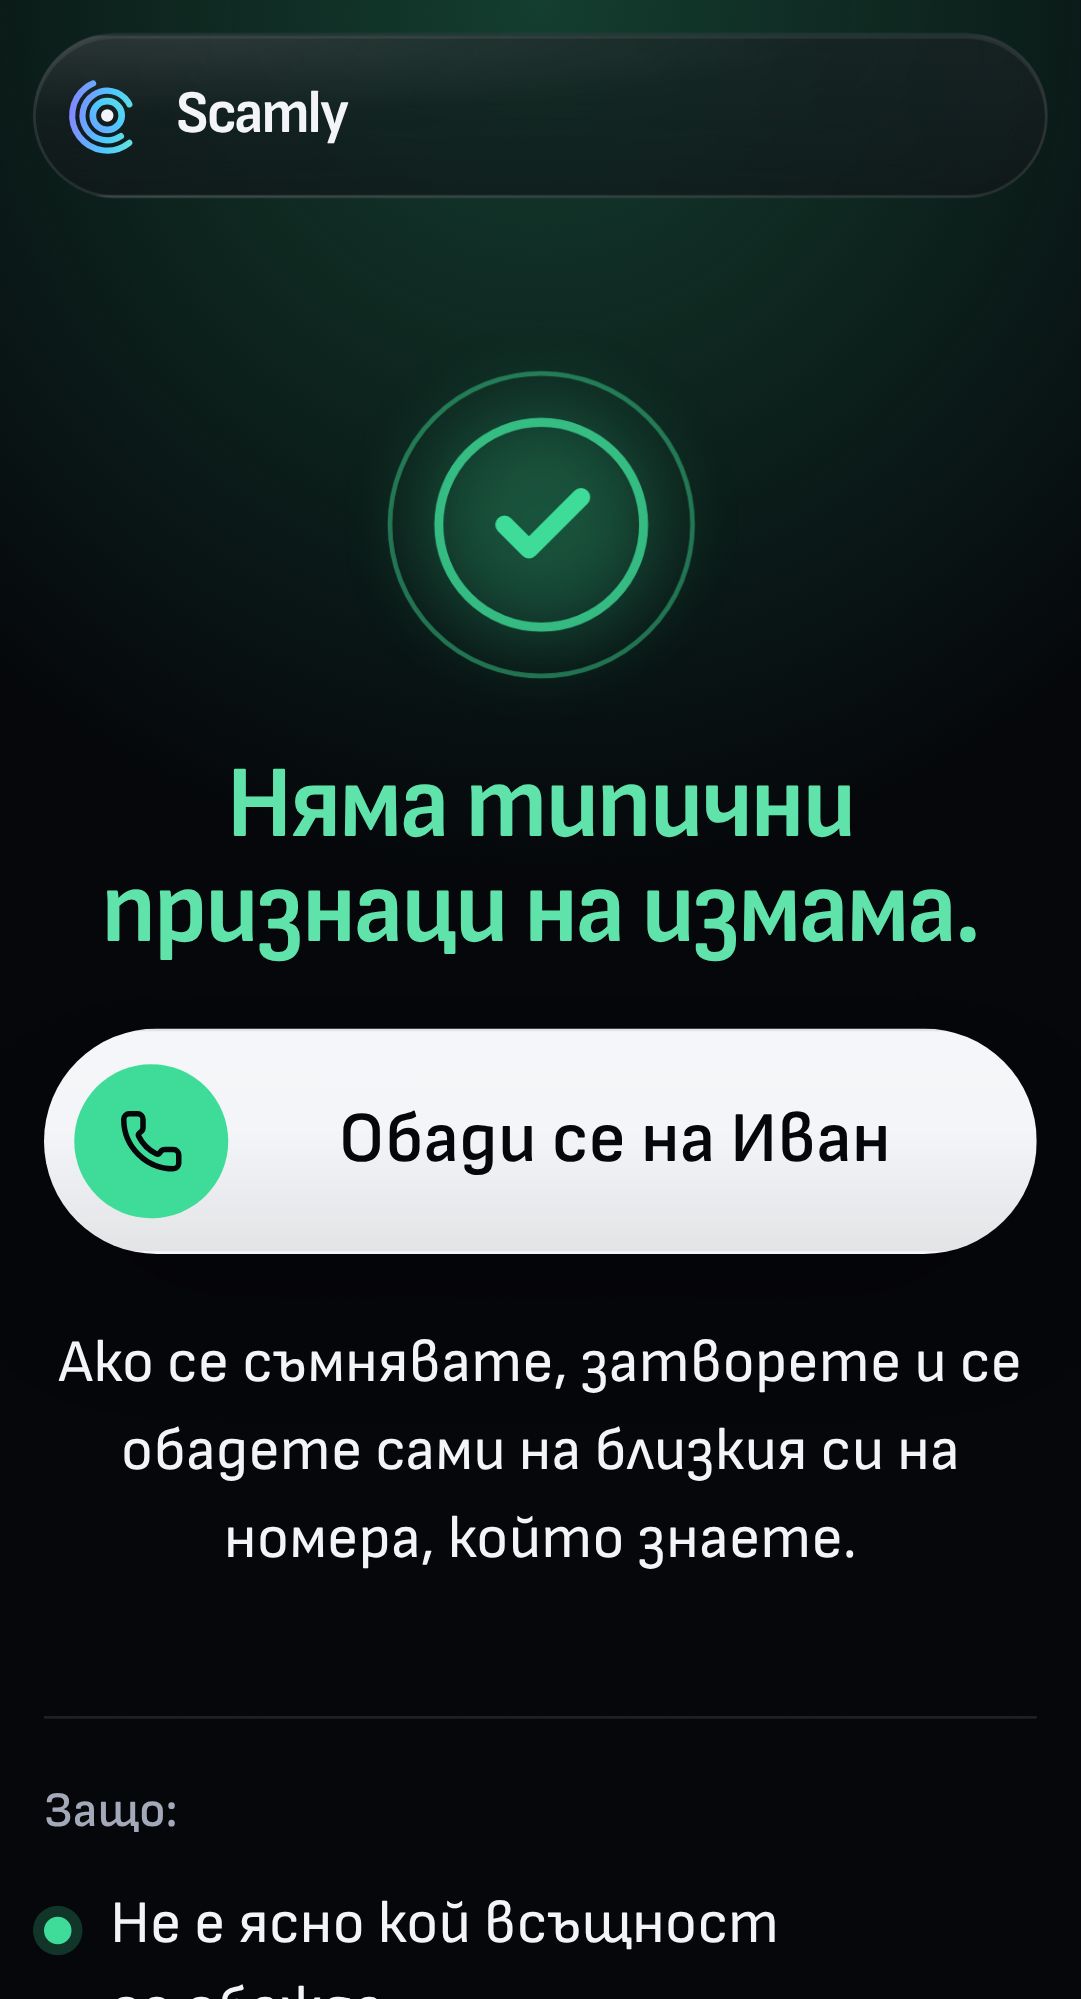 Scamly
Няма типични
признаци на измама.
Обади се на Иван
Ако се съмнявате, затворете и се
обадете сами на близкия си на
номера, който знаете.
Защо:
Не е ясно кой всъщност